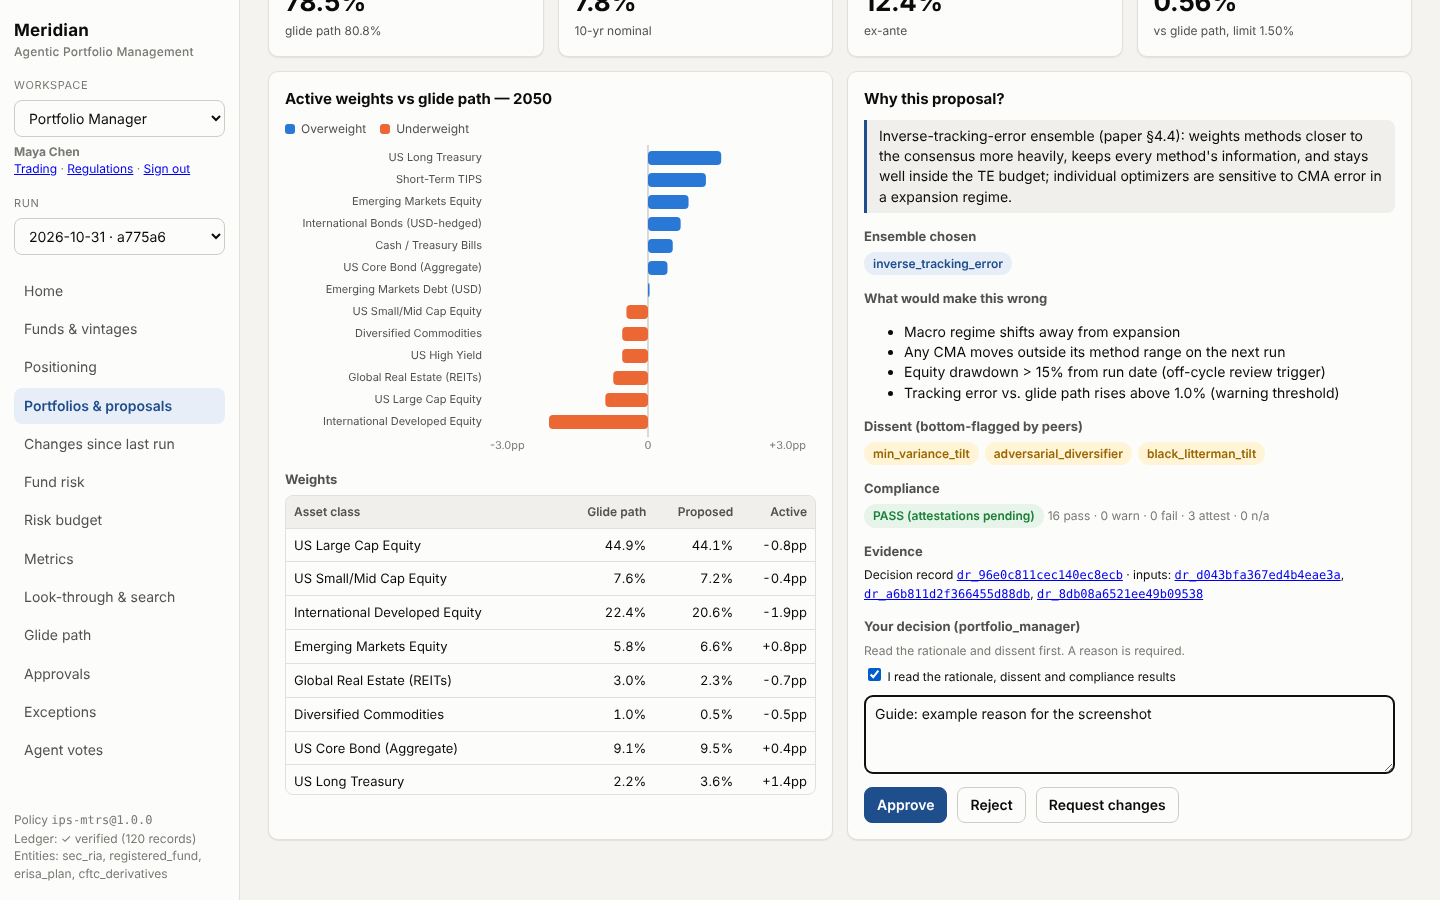 Meridian
Agentic Portfolio Management
WORKSPACE
Portfolio Manager
Maya Chen
Trading · Regulations · Sign out
RUN
2026-10-31 · a775a6
Home
Funds & vintages
Positioning
Portfolios & proposals
Changes since last run
Fund risk
Risk budget
Metrics
Look-through & search
Glide path
Approvals
Exceptions
Agent votes
Policy ips-mtrs@1.0.0
Ledger: ✓ verified (120 records)
Entities: sec_ria, registered_fund,
erisa_plan, cftc_derivatives
78.5%
glide path 80.8%
7.8%
10-yr nominal
12.4%
ex-ante
0.56%
vs glide path, limit 1.50%
Active weights vs glide path — 2050
Overweight
Underweight
US Long Treasury
Short-Term TIPS
Emerging Markets Equity
International Bonds (USD-hedged)
Cash / Treasury Bills
US Core Bond (Aggregate)
Emerging Markets Debt (USD)
US Small/Mid Cap Equity
Diversified Commodities
US High Yield
Global Real Estate (REITs)
US Large Cap Equity
International Developed Equity
-3.0pp 0 +3.0pp
Weights
Asset class Glide path Proposed Active
US Large Cap Equity 44.9% 44.1% -0.8pp
US Small/Mid Cap Equity 7.6% 7.2% -0.4pp
International Developed Equity 22.4% 20.6% -1.9pp
Emerging Markets Equity 5.8% 6.6% +0.8pp
Global Real Estate (REITs) 3.0% 2.3% -0.7pp
Diversified Commodities 1.0% 0.5% -0.5pp
US Core Bond (Aggregate) 9.1% 9.5% +0.4pp
US Long Treasury 2.2% 3.6% +1.4pp
Why this proposal?
Inverse-tracking-error ensemble (paper §4.4): weights methods closer to
the consensus more heavily, keeps every method's information, and stays
well inside the TE budget; individual optimizers are sensitive to CMA error in
a expansion regime.
Ensemble chosen
inverse_tracking_error
What would make this wrong
• Macro regime shifts away from expansion
• Any CMA moves outside its method range on the next run
• Equity drawdown > 15% from run date (off-cycle review trigger)
• Tracking error vs. glide path rises above 1.0% (warning threshold)
Dissent (bottom-flagged by peers)
min_variance_tilt adversarial_diversifier black_litterman_tilt
Compliance
PASS (attestations pending) 16 pass · 0 warn · 0 fail · 3 attest · 0 n/a
Evidence
Decision record dr_96e0c811cec140ec8ecb · inputs: dr_d043bfa367ed4b4eae3a,
dr_a6b811d2f366455d88db, dr_8db08a6521ee49b09538
Your decision (portfolio_manager)
Read the rationale and dissent first. A reason is required.
I read the rationale, dissent and compliance results
Guide: example reason for the screenshot
Approve
Reject
Request changes